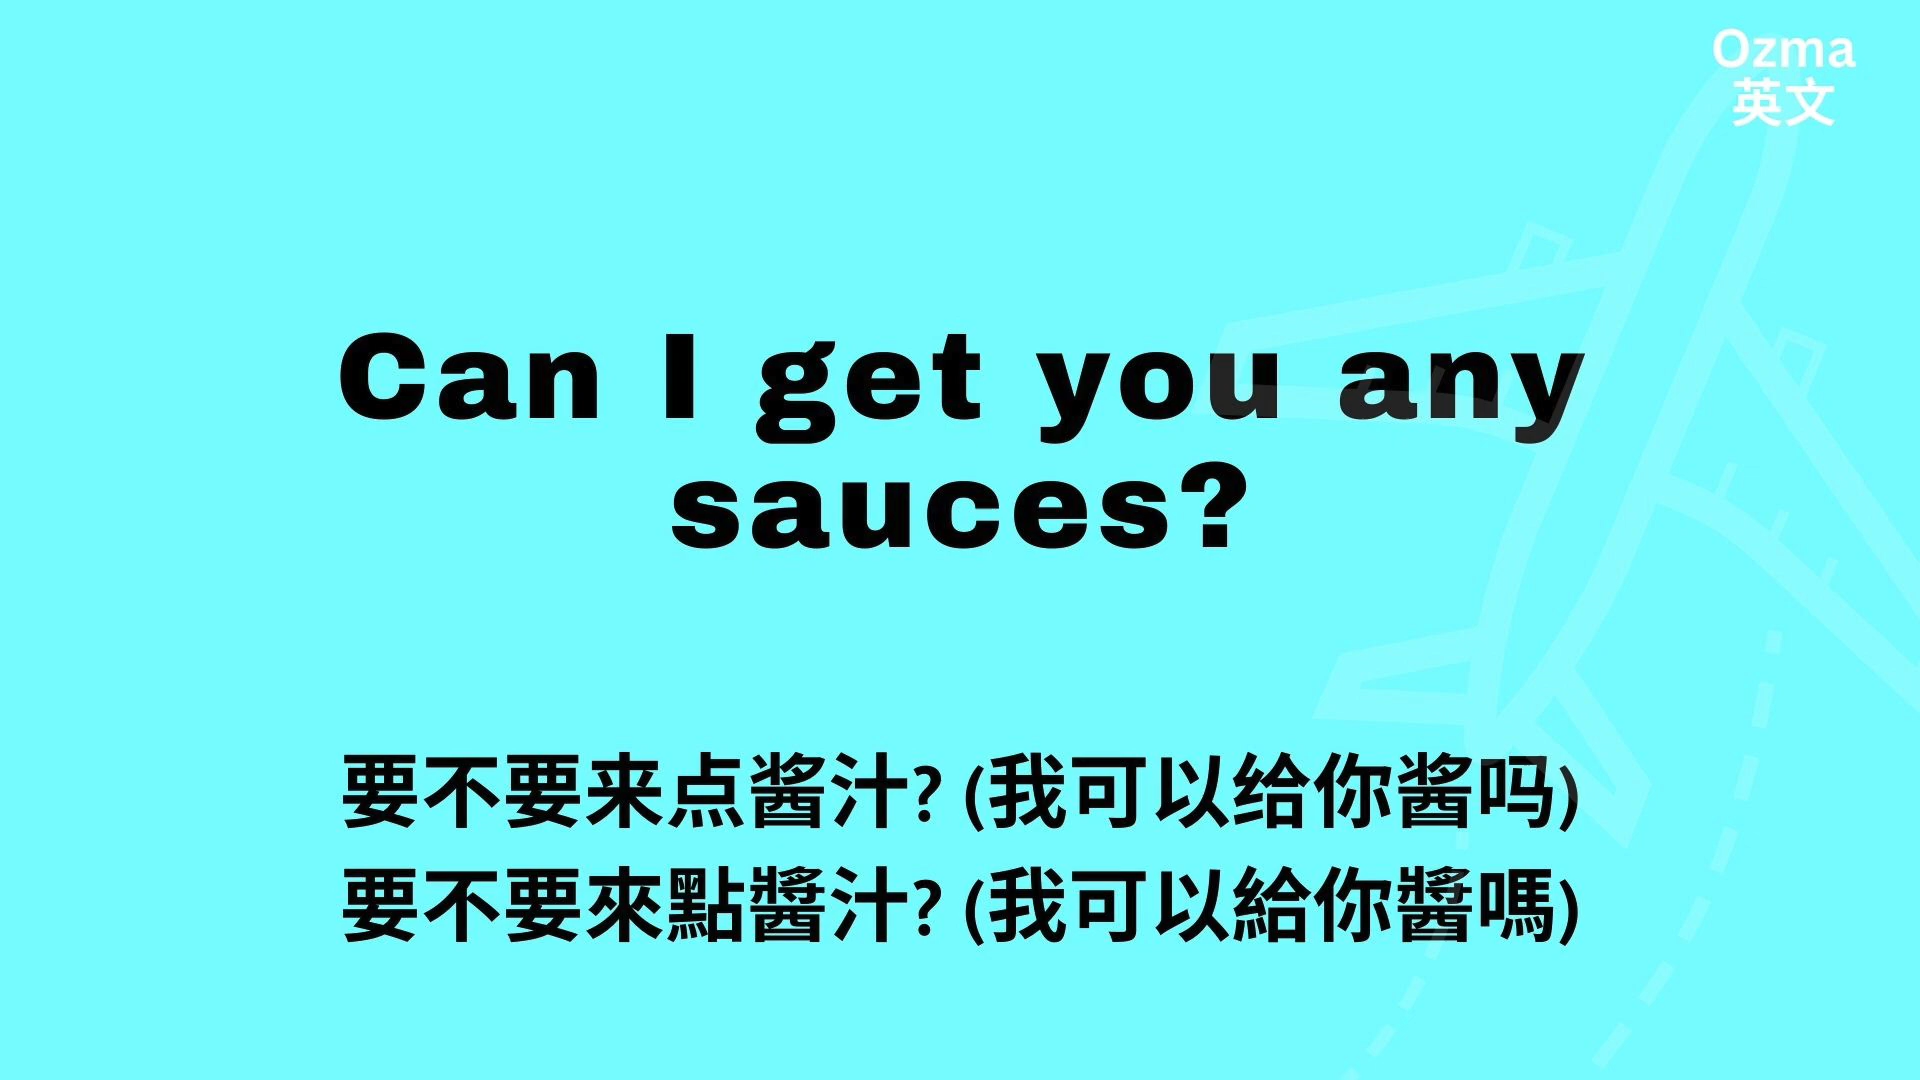 Ozma
英文
Can I get you any
sauces?
要不要来点酱汁? (我可以给你酱吗)
要不要來點醬汁? (我可以給你醬嗎)